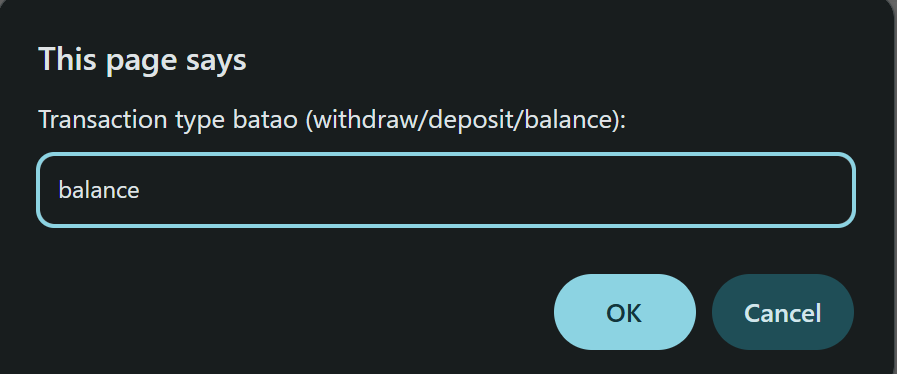 This page says
Transaction type batao (withdraw/deposit/balance):
balance
OK
Cancel